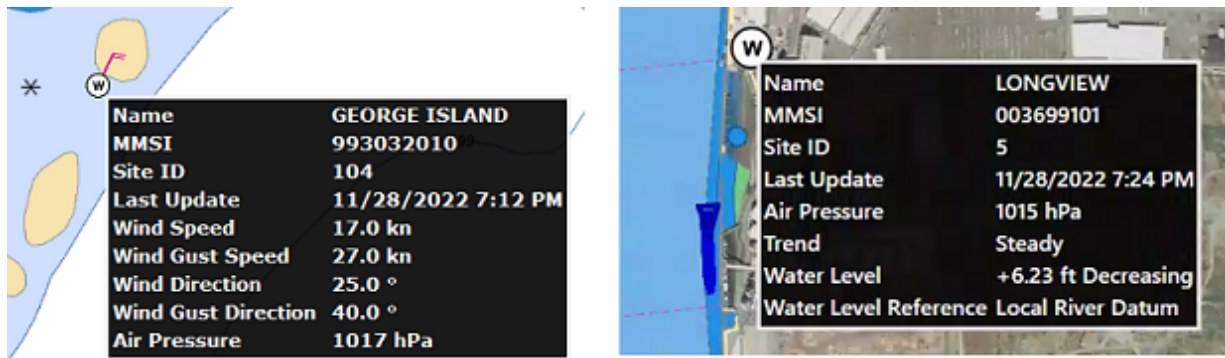 W
Name GEORGE ISLAND
MMSI 993032010
Site ID 104
Last Update 11/28/2022 7:12 PM
Wind Speed 17.0 kn
Wind Gust Speed 27.0 kn
Wind Direction 25.0 °
Wind Gust Direction 40.0 °
Air Pressure 1017 hPa
W
Name LONGVIEW
MMSI 003699101
Site ID 5
Last Update 11/28/2022 7:24 PM
Air Pressure 1015 hPa
Trend Steady
Water Level +6.23 ft Decreasing
Water Level Reference Local River Datum